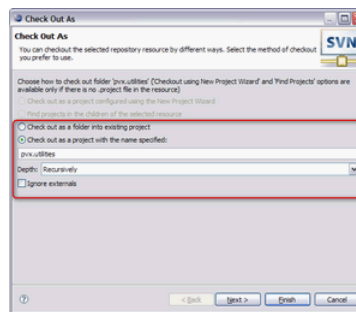 Check Out As
Check Out As
You can checkout the selected repository resource by different ways. Select the method of checkout
you prefer to use.
SVN
Choose how to check out folder 'pvx.utilities' ('Checkout using New Project Wizard' and 'Find Projects' options are
available only if there is no .project file in the resource)
Check out as a project configured using the New Project Wizard
Find projects in the children of the selected resource
Check out as a folder into existing project
Check out as a project with the name specified:
pvx.utilities
Depth: Recursively
Ignore externals
< Back
Next >
Finish
Cancel